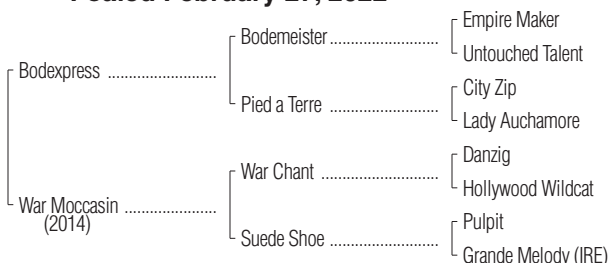 Foaled February 2022
Empire Maker
Bodemeister ..............................
Untouched Talent
Bodexpress ..............................
City Zip
Pied a Terre ..............................
Lady Auchamore
Danzig
War Chant ..............................
Hollywood Wildcat
War Moccasin .........................
(2014)
Pulpit
Suede Shoe ..............................
Grande Melody (IRE)